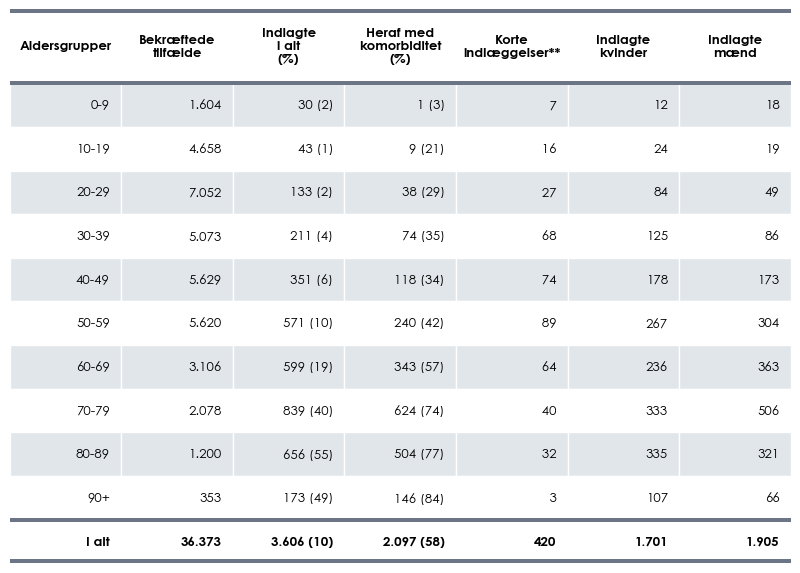 Aldersgrupper Bekræftede tilfælde Indlagte I alt (%) Heraf med komorbiditet (%) Korte indlæggelser** Indlagte kvinder Indlagte mænd
0-9 1.604 30 (2) 1 (3) 7 12 18
10-19 4.658 43 (1) 9 (21) 16 24 19
20-29 7.052 133 (2) 38 (29) 27 84 49
30-39 5.073 211 (4) 74 (35) 68 125 86
40-49 5.629 351 (6) 118 (34) 74 178 173
50-59 5.620 571 (10) 240 (42) 89 267 304
60-69 3.106 599 (19) 343 (57) 64 236 363
70-79 2.078 839 (40) 624 (74) 40 333 506
80-89 1.200 656 (55) 504 (77) 32 335 321
90+ 353 173 (49) 146 (84) 3 107 66
I alt 36.373 3.606 (10) 2.097 (58) 420 1.701 1.905